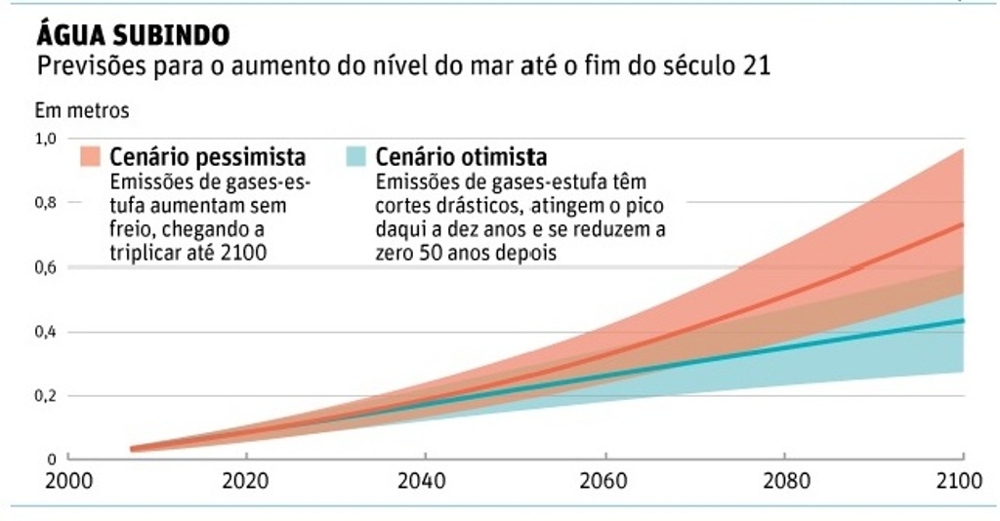 ÁGUA SUBINDO
Previsões para o aumento do nível do mar até o fim do século 21
Em metros
1,0
Cenário pessimista
Emissões de gases-es-
tufa aumentam sem
freio, chegando a
triplicar até 2100
Cenário otimista
Emissões de gases-estufa têm
cortes drásticos, atingem o pico
daqui a dez anos e se reduzem a
zero 50 anos depois
0,8
0,6
0,4
0,2
0
2000 2020 2040 2060 2080 2100